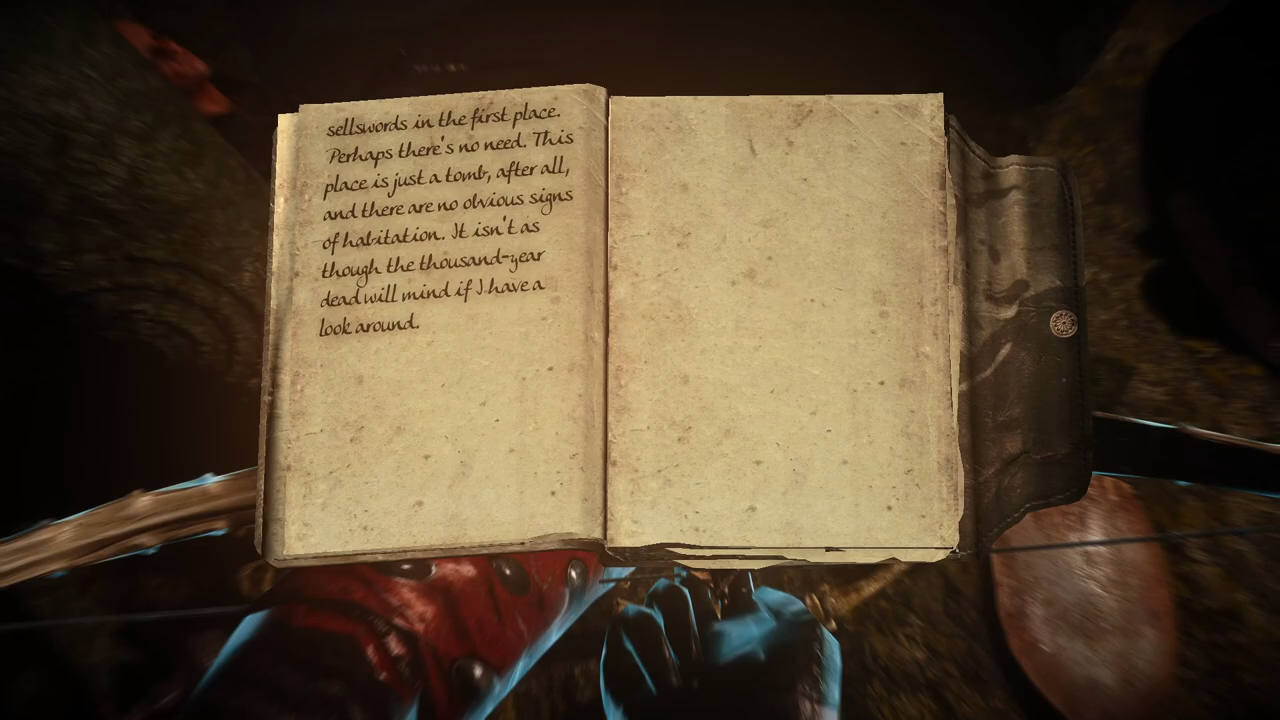 sellswords in the first place.
Perhaps there's no need. This
place is just a tomb, after all,
and there are no obvious signs
of habitation. It isn't as
though the thousand-year
dead will mind if I have a
look around.